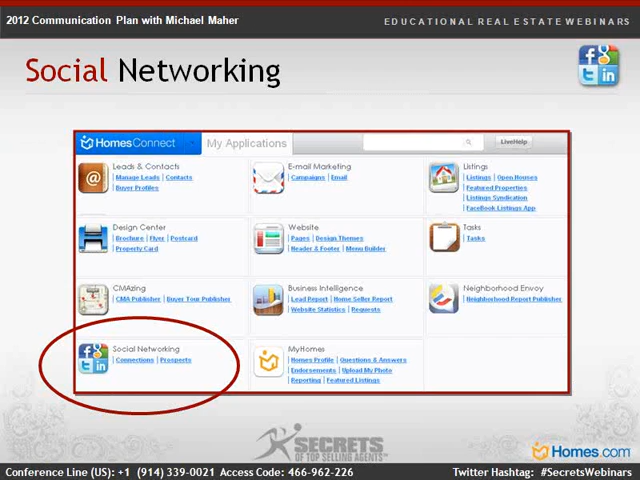 2012 Communication Plan with Michael Maher
EDUCATIONAL REAL ESTATE WEBINARS
Social Networking
HomesConnect
My Applications
LiveHelp
Leads & Contacts
Manage Leads | Contacts
Buyer Profiles
E-mail Marketing
Campaigns | Email
Listings
Listings | Open Houses
Featured Properties
Listings Syndication
FaceBook Listings App
Design Center
Brochure | Flyer | Postcard
Property Card
Website
Pages | Design Themes
Header & Footer | Menu Builder
Tasks
Tasks
CMAzing
CMA Publisher | Buyer Tour Publisher
Business Intelligence
Lead Report | Home Seller Report
Website Statistics | Requests
Neighborhood Envoy
Neighborhood Report Publisher
Social Networking
Connections | Prospects
MyHomes
Homes Profile | Questions & Answers
Endorsements | Upload My Photo
Reporting | Featured Listings
SECRETS
OF TOP SELLING AGENTS
Homes.com
Conference Line (US): +1 (914) 339-0021 Access Code: 466-962-226
Twitter Hashtag: #SecretsWebinars